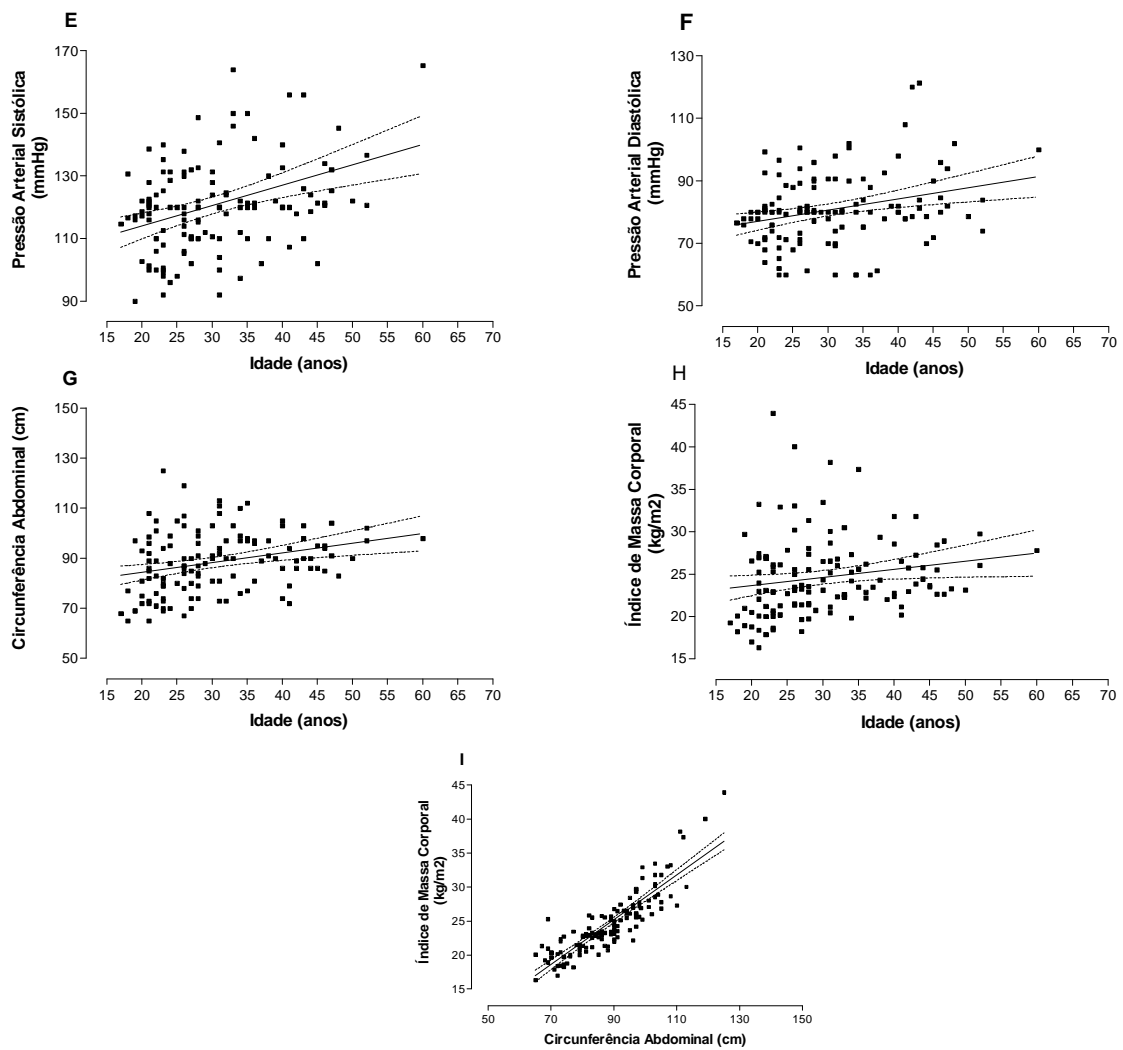 E
Pressão Arterial Sistólica
(mmHg)
170
150
130
110
90
15 20 25 30 35 40 45 50 55 60 65 70
Idade (anos)
F
Pressão Arterial Diastólica
(mmHg)
130
110
90
70
50
15 20 25 30 35 40 45 50 55 60 65 70
Idade (anos)
G
Circunferência Abdominal (cm)
150
130
110
90
70
50
15 20 25 30 35 40 45 50 55 60 65 70
Idade (anos)
H
Índice de Massa Corporal
(kg/m2)
45
40
35
30
25
20
15
15 20 25 30 35 40 45 50 55 60 65 70
Idade (anos)
I
Índice de Massa Corporal
(kg/m2)
45
40
35
30
25
20
15
50 70 90 110 130 150
Circunferência Abdominal (cm)